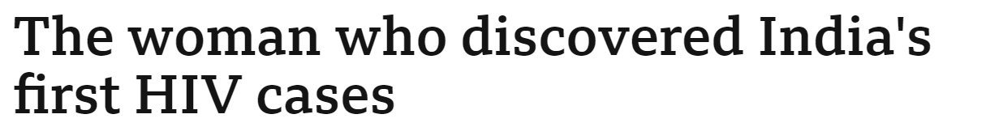 The woman who discovered India's
first HIV cases